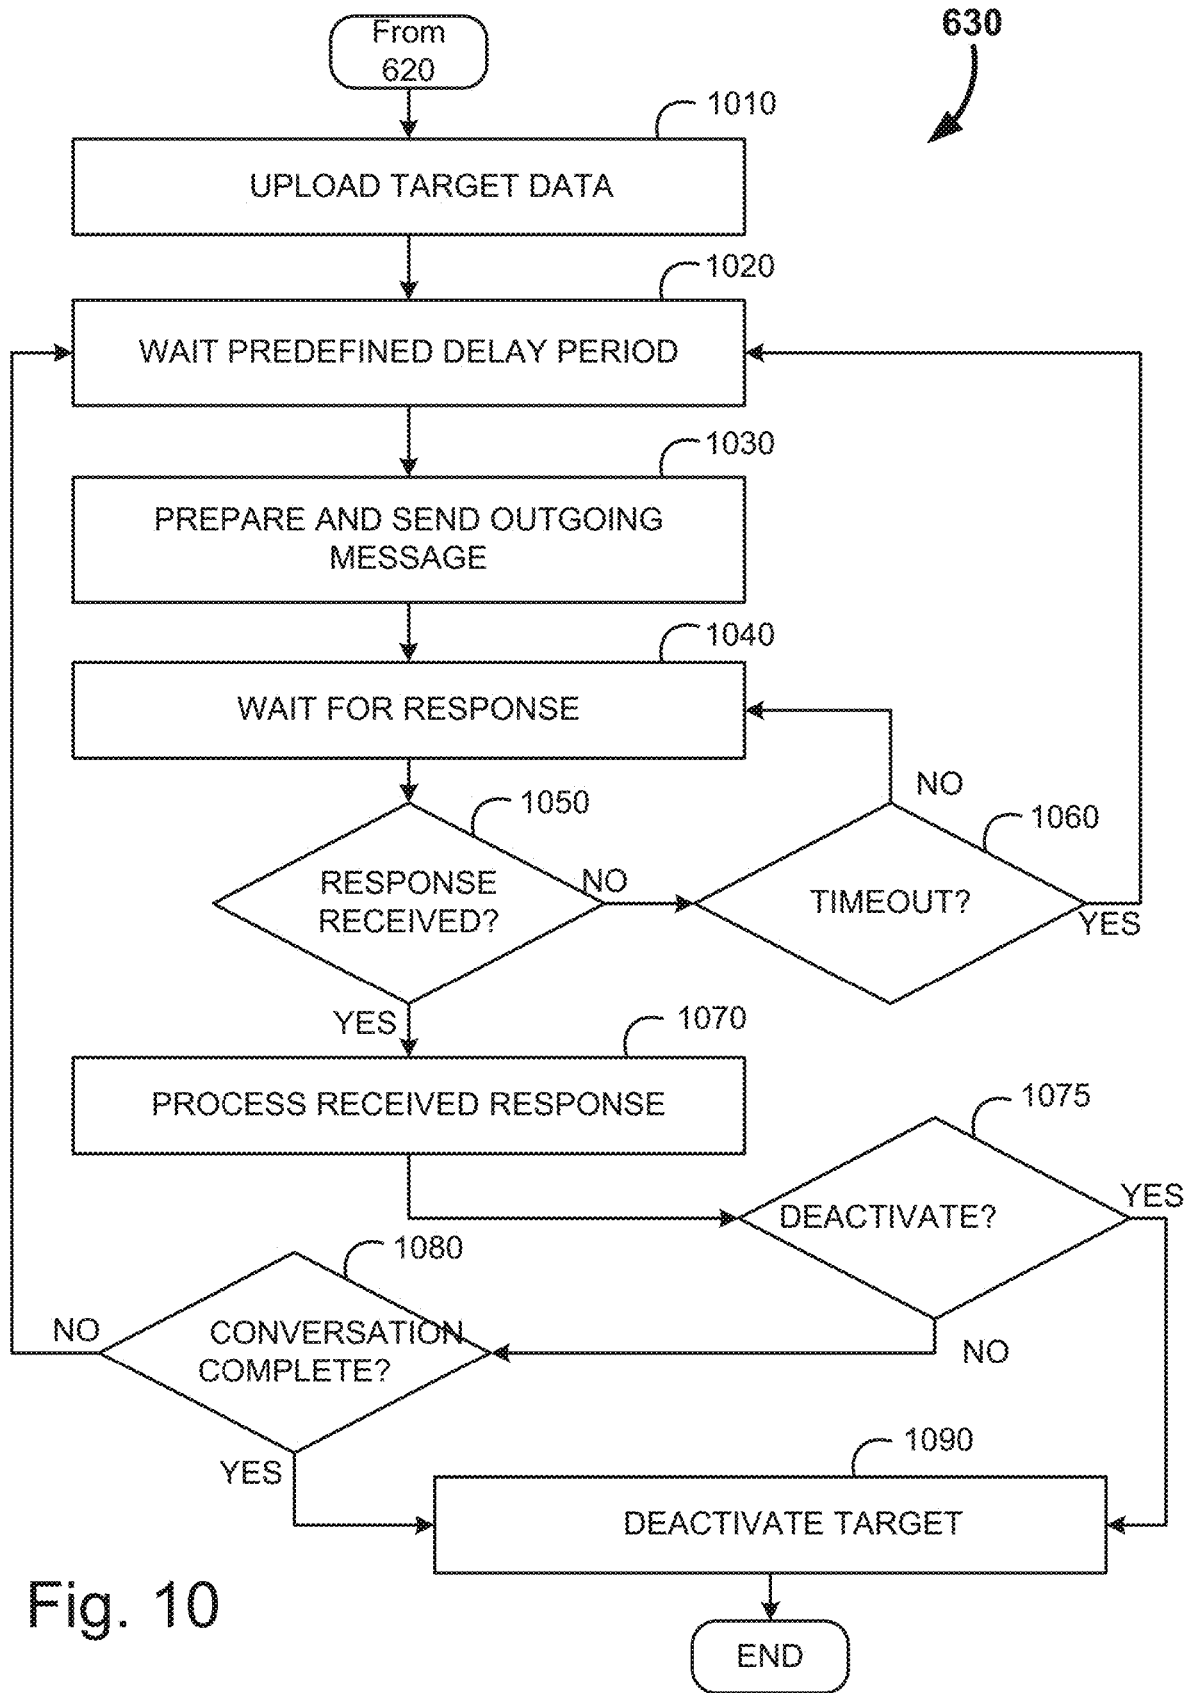 From
620
630
1010
UPLOAD TARGET DATA
1020
WAIT PREDEFINED DELAY PERIOD
1030
PREPARE AND SEND OUTGOING
MESSAGE
1040
WAIT FOR RESPONSE
NO
1050
1060
RESPONSE
RECEIVED?
NO
TIMEOUT?
YES
YES
1070
PROCESS RECEIVED RESPONSE
1075
YES
DEACTIVATE?
1080
NO
CONVERSATION
COMPLETE?
NO
YES
1090
DEACTIVATE TARGET
Fig. 10
END